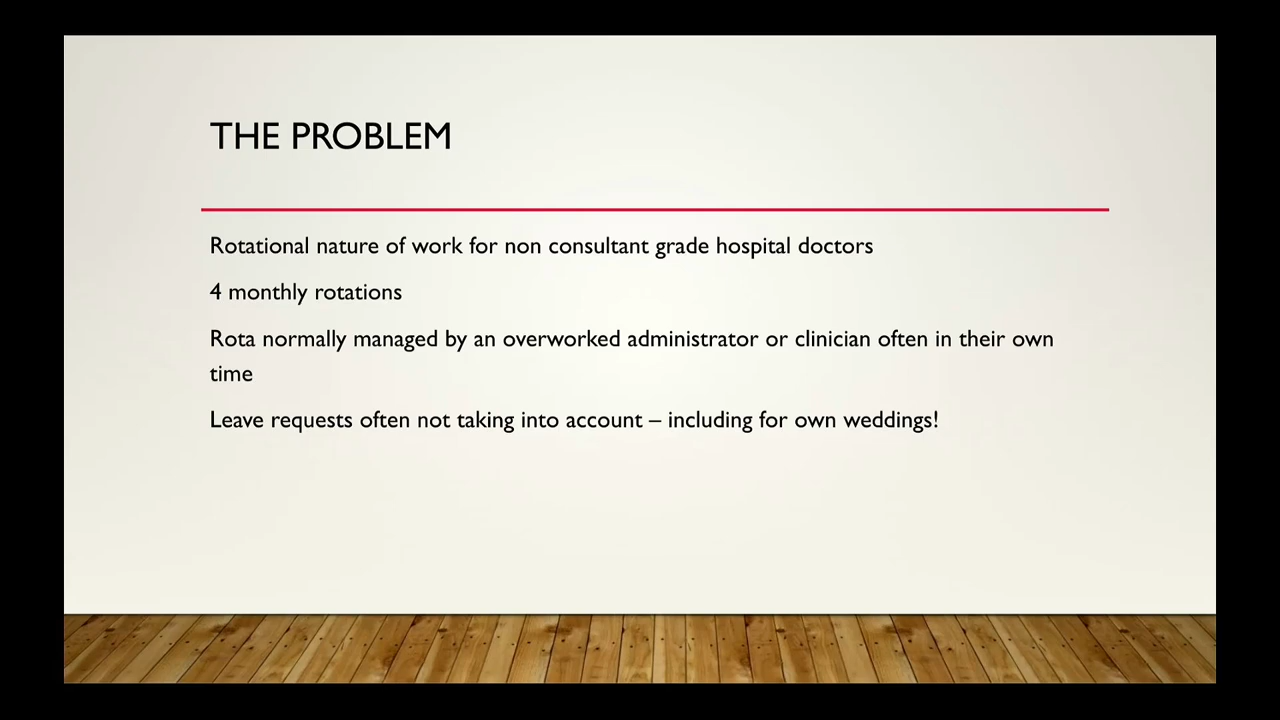 THE PROBLEM
Rotational nature of work for non consultant grade hospital doctors
4 monthly rotations
Rota normally managed by an overworked administrator or clinician often in their own
time
Leave requests often not taking into account – including for own weddings!